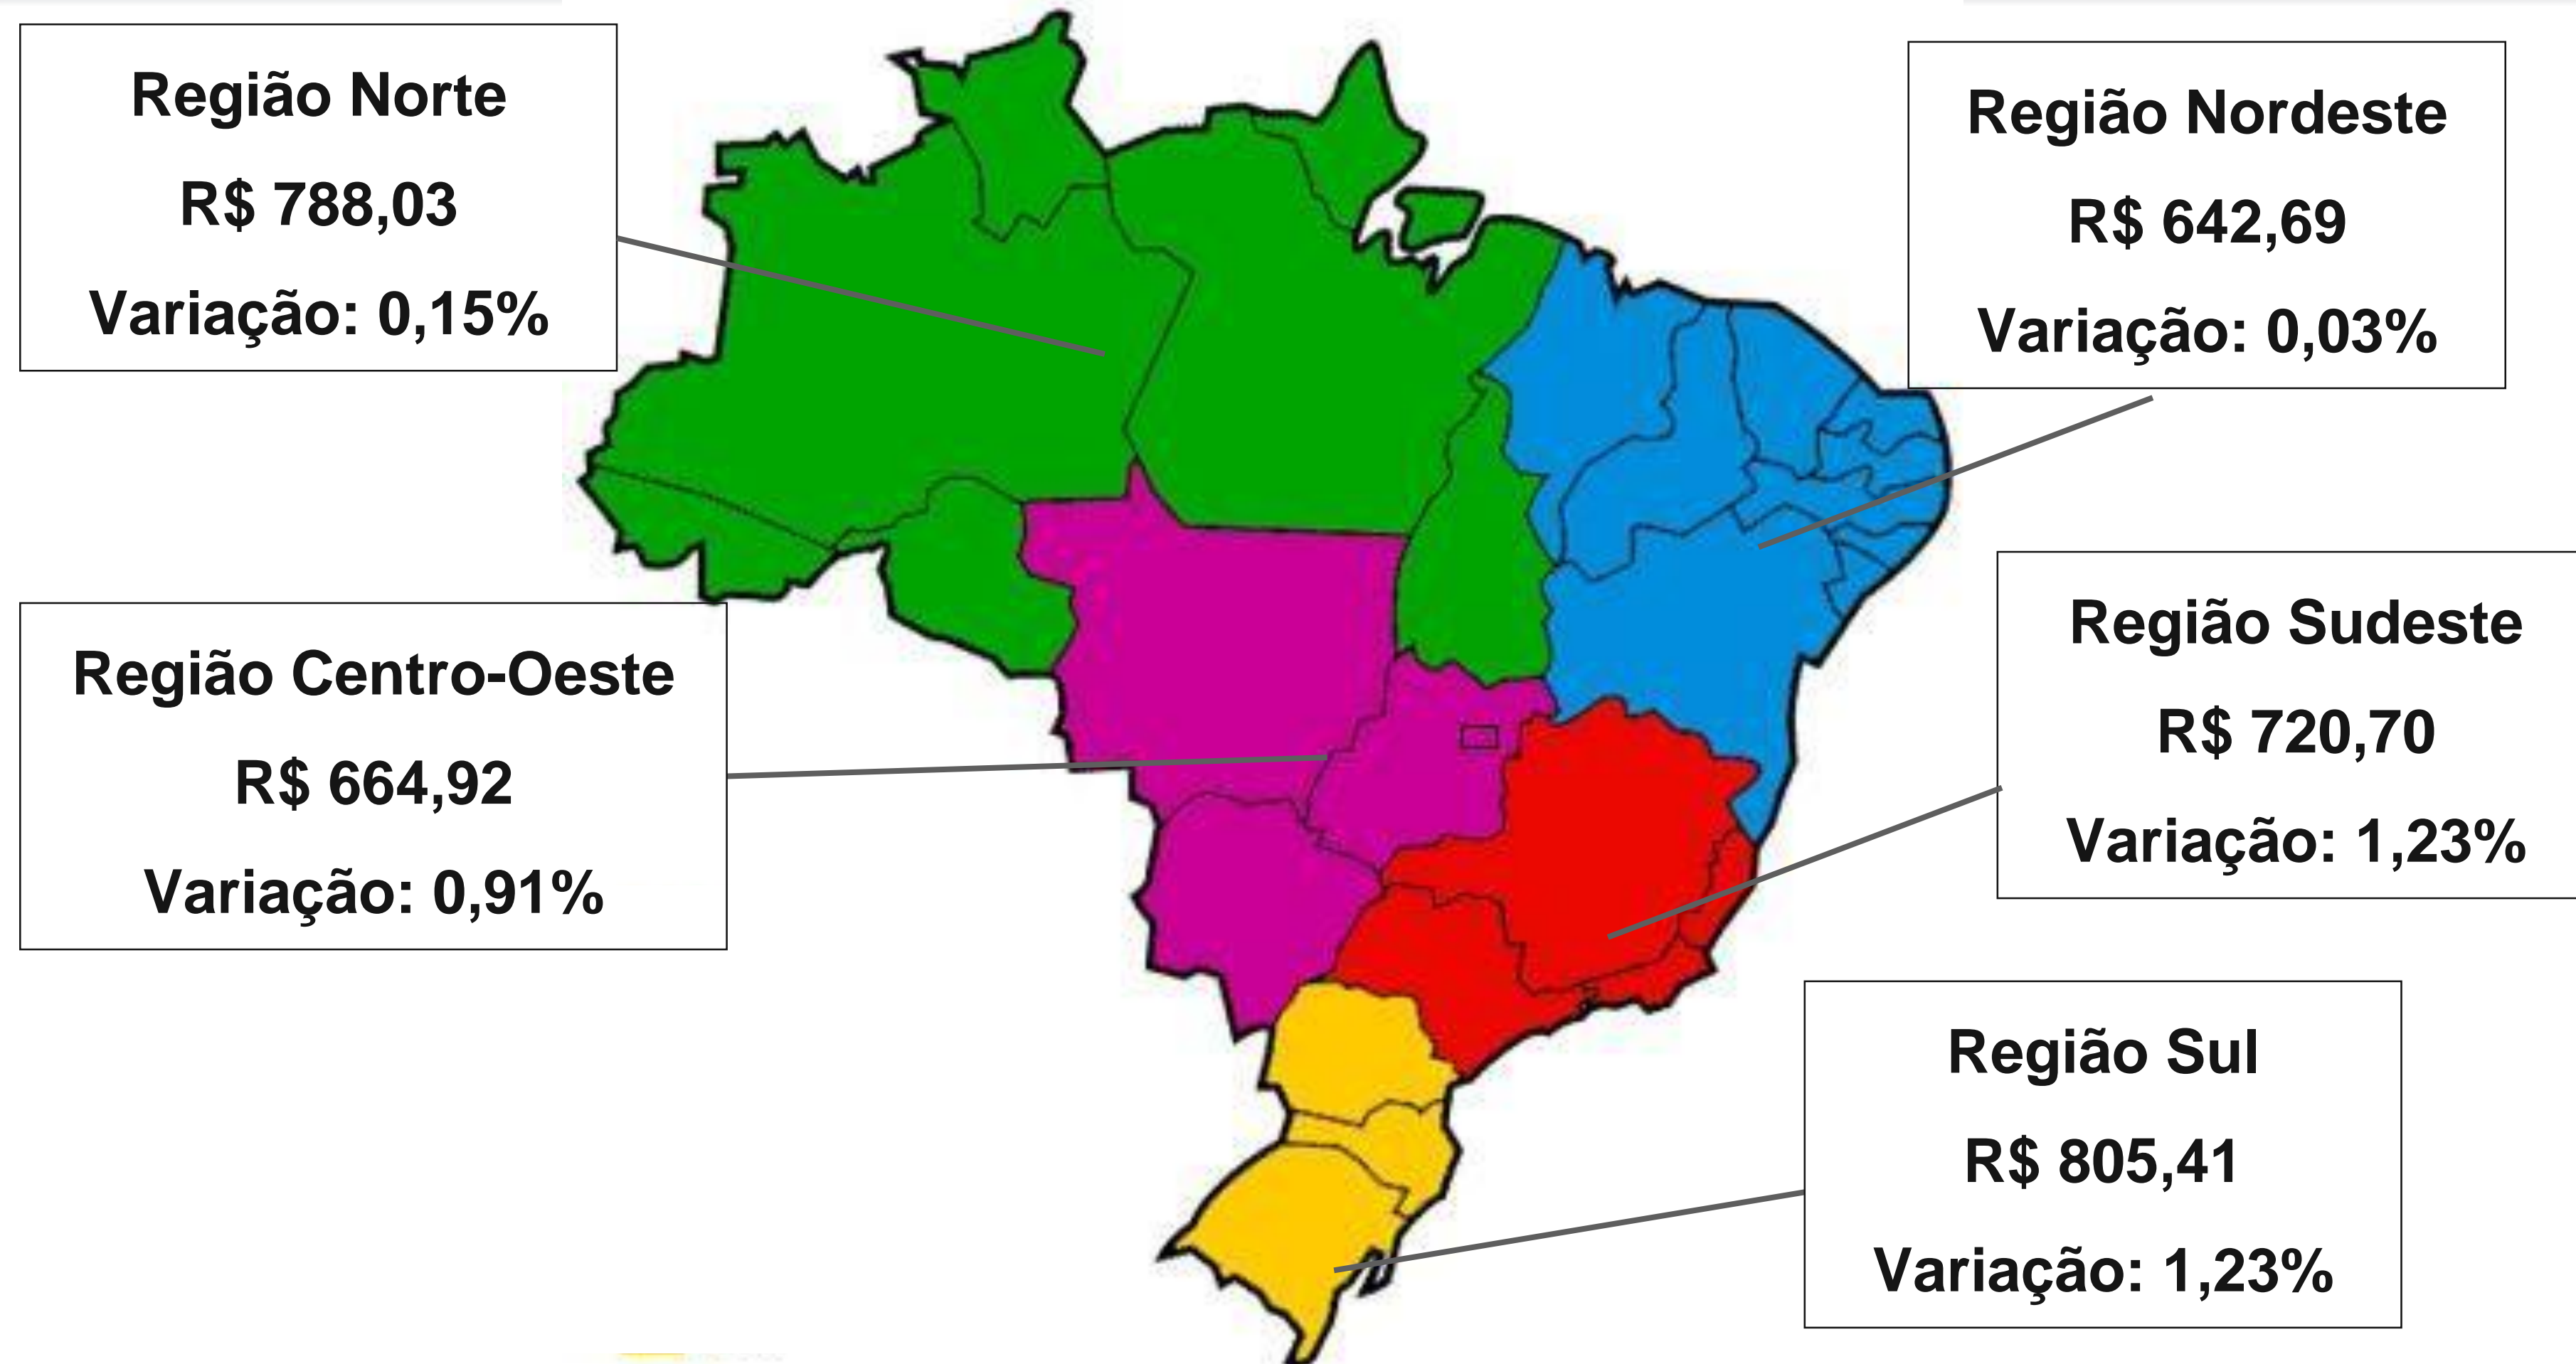 Região Norte
R$ 788,03
Variação: 0,15%
Região Nordeste
R$ 642,69
Variação: 0,03%
Região Centro-Oeste
R$ 664,92
Variação: 0,91%
Região Sudeste
R$ 720,70
Variação: 1,23%
Região Sul
R$ 805,41
Variação: 1,23%